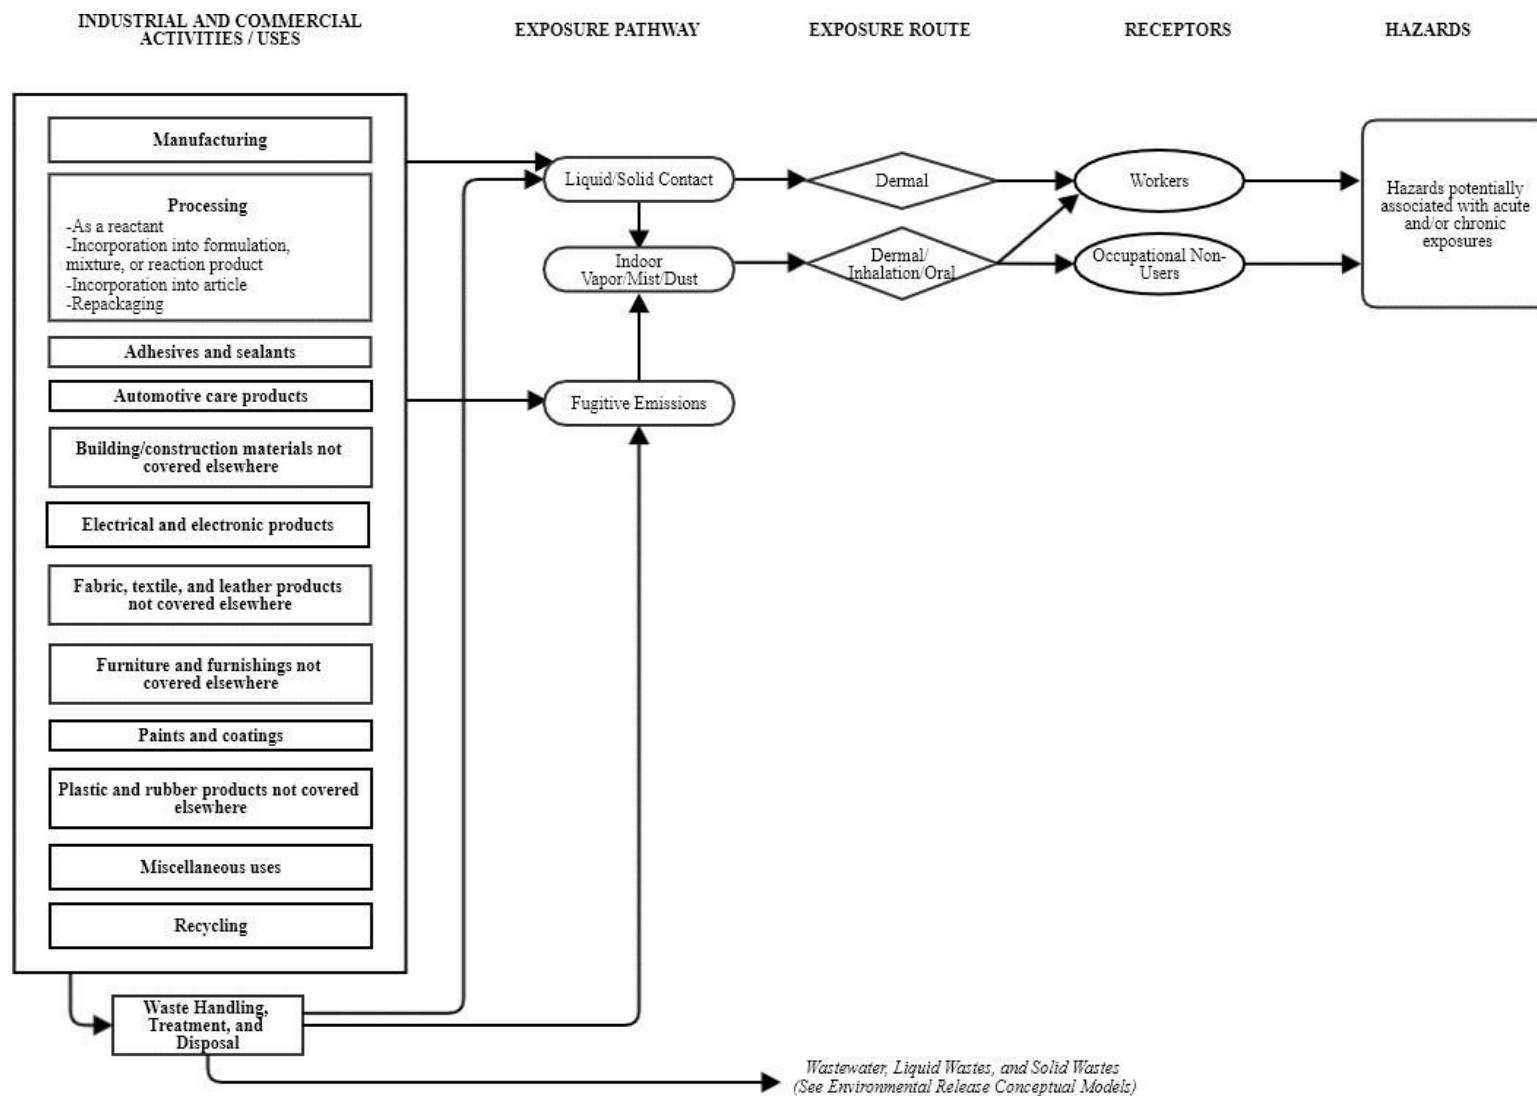 INDUSTRIAL AND COMMERCIAL
ACTIVITIES / USES
EXPOSURE PATHWAY
EXPOSURE ROUTE
RECEPTORS
HAZARDS
Manufacturing
Processing
-As a reactant
-Incorporation into formulation,
mixture, or reaction product
-Incorporation into article
-Repackaging
Adhesives and sealants
Automotive care products
Building/construction materials not
covered elsewhere
Electrical and electronic products
Fabric, textile, and leather products
not covered elsewhere
Furniture and furnishings not
covered elsewhere
Paints and coatings
Plastic and rubber products not covered
elsewhere
Miscellaneous uses
Recycling
Waste Handling,
Treatment, and
Disposal
Liquid/Solid Contact
Indoor
Vapor/Mist/Dust
Fugitive Emissions
Dermal
Dermal/
Inhalation/Oral
Workers
Occupational Non-
Users
Hazards potentially
associated with acute
and/or chronic
exposures
Wastewater, Liquid Wastes, and Solid Wastes
(See Environmental Release Conceptual Models)